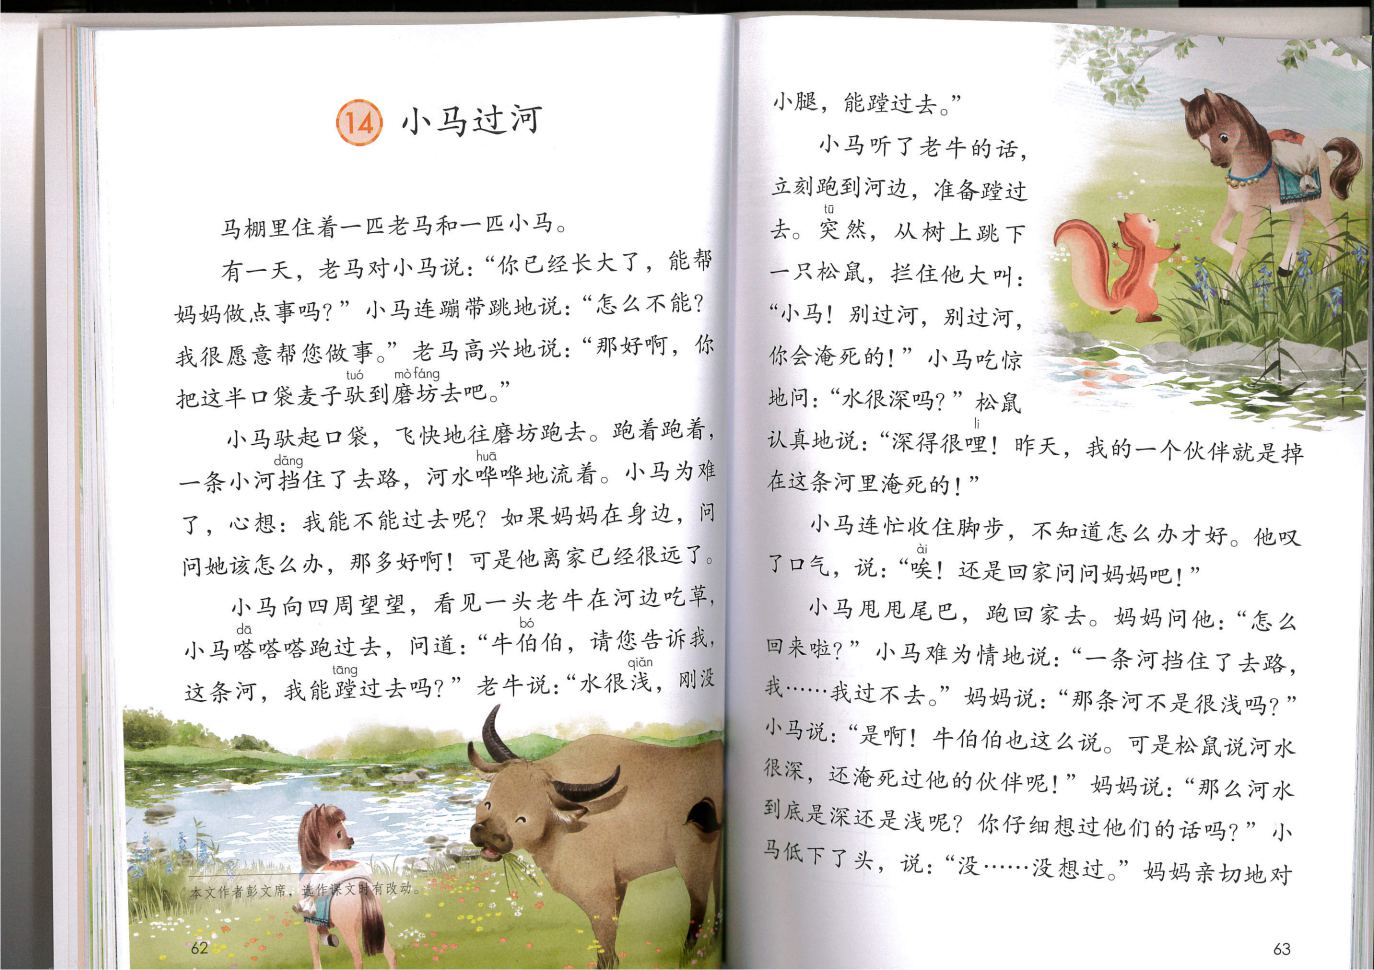 14 小马过河
马棚里住着一匹老马和一匹小马。
有一天，老马对小马说：“你已经长大了，能帮
妈妈做点事吗？”小马连蹦带跳地说：“怎么不能？
我很愿意帮您做事。”老马高兴地说：“那好啊，你
tuó mò fáng
把这半口袋麦子驮到磨坊去吧。”
小马驮起口袋，飞快地往磨坊跑去。跑着跑着，
dǎng huā
一条小河挡住了去路，河水哗哗地流着。小马为难
了，心想：我能不能过去呢？如果妈妈在身边，问
问她该怎么办，那多好啊！可是他离家已经很远了。
小马向四周望望，看见一头老牛在河边吃草，
dā bó
小马嗒嗒嗒跑过去，问道：“牛伯伯，请您告诉我，
tāng qiǎn
这条河，我能蹚过去吗？”老牛说：“水很浅，刚没
本文作者彭文席，选作课文时有改动。
62
小腿，能蹚过去。”
小马听了老牛的话，
立刻跑到河边，准备蹚过
tū
去。突然，从树上跳下
一只松鼠，拦住他大叫：
“小马！别过河，别过河，
你会淹死的！”小马吃惊
地问：“水很深吗？”松鼠
li
认真地说：“深得很哩！昨天，我的一个伙伴就是掉
在这条河里淹死的！”
小马连忙收住脚步，不知道怎么办才好。他叹
ài
了口气，说：“唉！还是回家问问妈妈吧！”
小马甩甩尾巴，跑回家去。妈妈问他：“怎么
回来啦？”小马难为情地说：“一条河挡住了去路，
我……我过不去。”妈妈说：“那条河不是很浅吗？”
小马说：“是啊！牛伯伯也这么说。可是松鼠说河水
很深，还淹死过他的伙伴呢！”妈妈说：“那么河水
到底是深还是浅呢？你仔细想过他们的话吗？”小
马低下了头，说：“没……没想过。”妈妈亲切地对
63